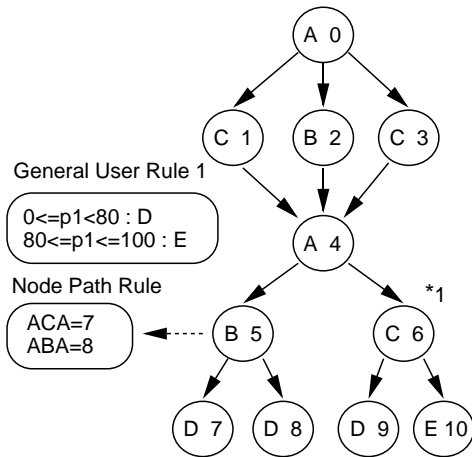 A 0
C 1
B 2
C 3
General User Rule 1
0<=p1<80 : D
80<=p1<=100 : E
A 4
Node Path Rule
*1
ACA=7
ABA=8
B 5
C 6
D 7
D 8
D 9
E 10